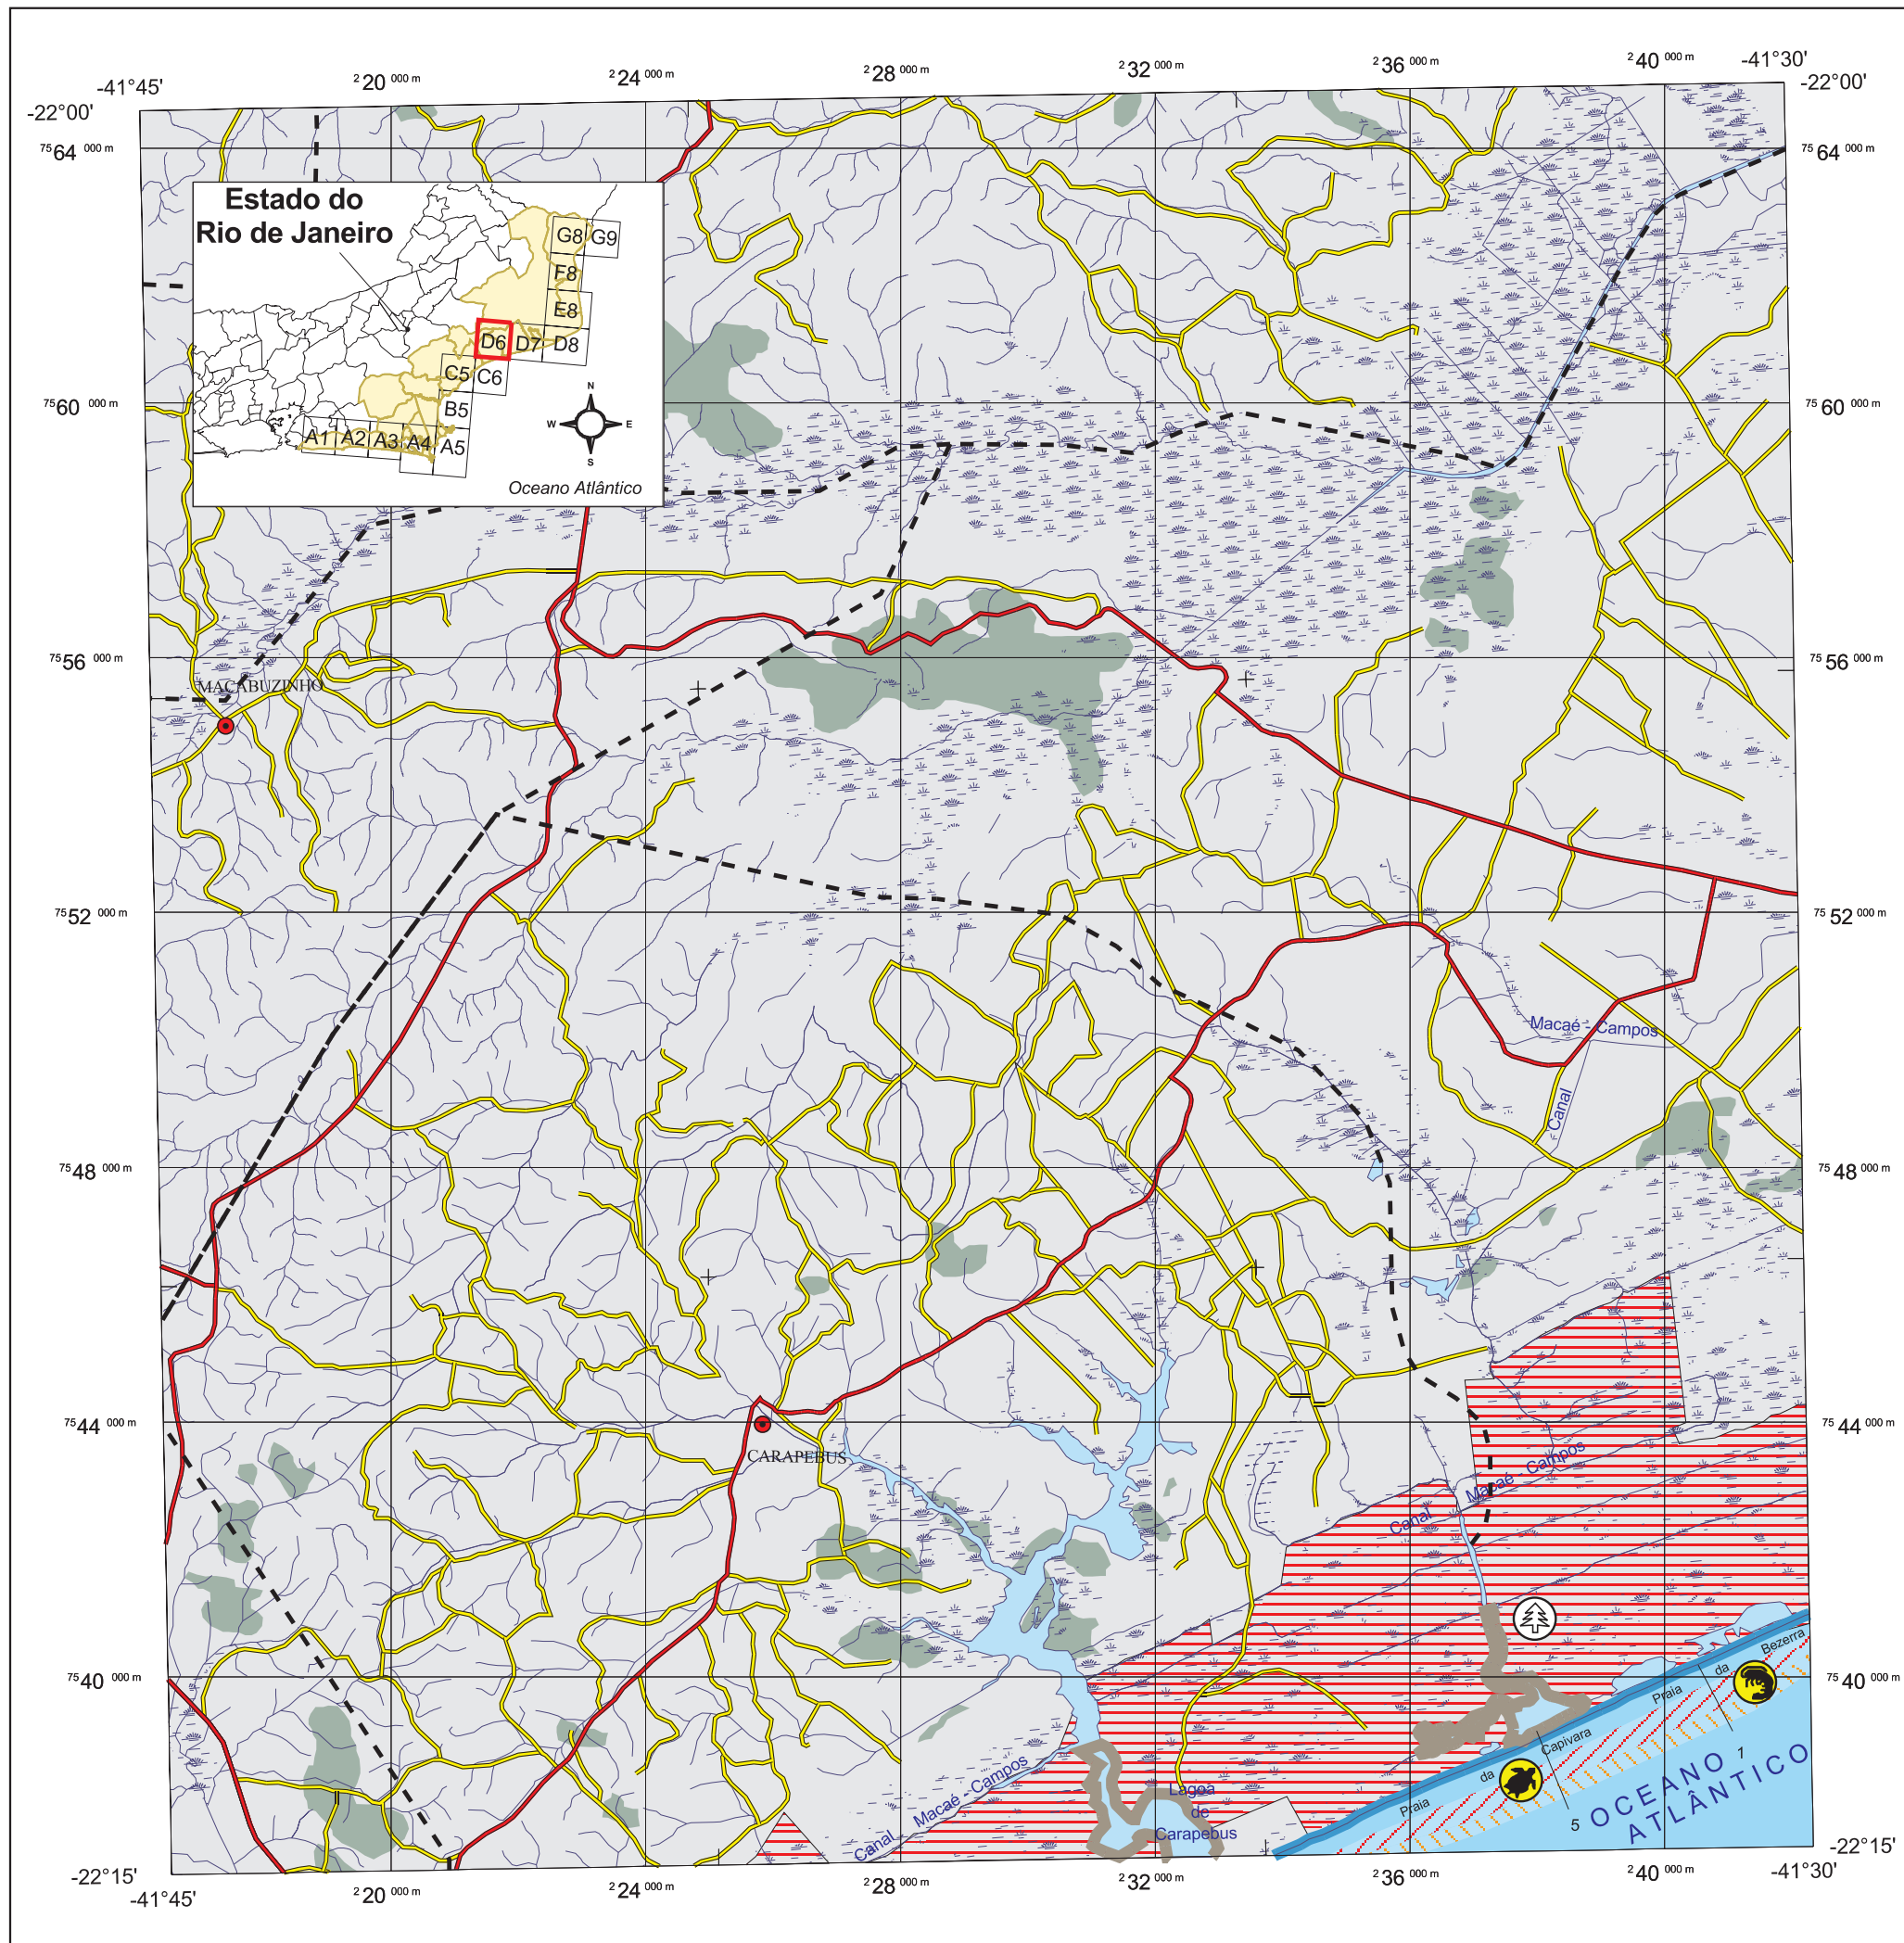 2 20 000 m
2 24 000 m
2 28 000 m
2 32 000 m
2 36 000 m
2 40 000 m
-41°45'
-41°30'
-22°00'
-22°00'
75 64 000 m
75 64 000 m
Estado do
Rio de Janeiro
G8 G9
F8
E8
D6 D7 D8
C5 C6
B5
A1 A2 A3 A4 A5
N
W E
S
Oceano Atlântico
75 60 000 m
75 60 000 m
75 56 000 m
75 56 000 m
MACABUZINHO
75 52 000 m
75 52 000 m
Macaé - Campos
Canal
75 48 000 m
75 48 000 m
75 44 000 m
75 44 000 m
CARAPEBUS
Canal Macaé - Campos
75 40 000 m
75 40 000 m
Praia da Bezerra
Praia da Capivara
Canal Macaé - Campos
Lagoa
de
Carapebus
5
1
OCEANO
ATLÂNTICO
-22°15'
-22°15'
-41°45'
-41°30'
2 20 000 m
2 24 000 m
2 28 000 m
2 32 000 m
2 36 000 m
2 40 000 m